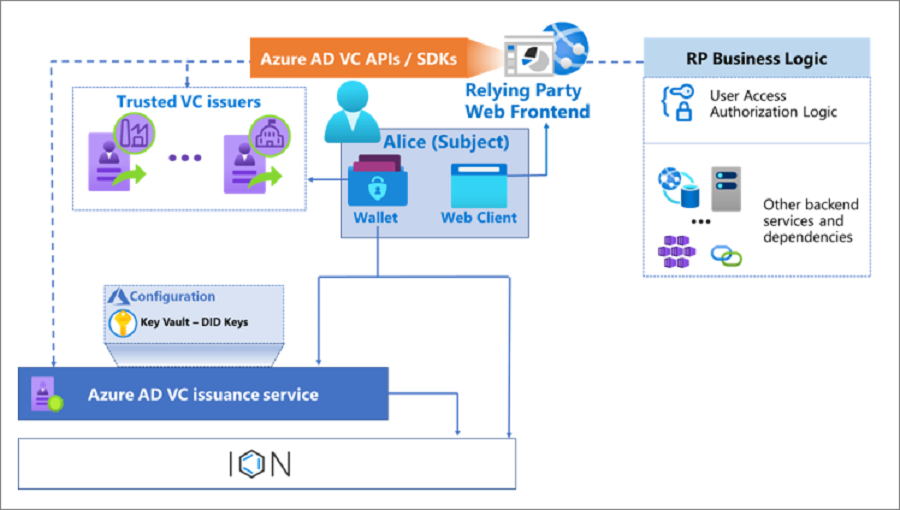 Azure AD VC APIs / SDKs
RP Business Logic
Relying Party
Web Frontend
Trusted VC issuers
User Access
Authorization Logic
Alice (Subject)
Wallet
Web Client
Other backend
services and
dependencies
Configuration
Key Vault – DID Keys
Azure AD VC issuance service
ION